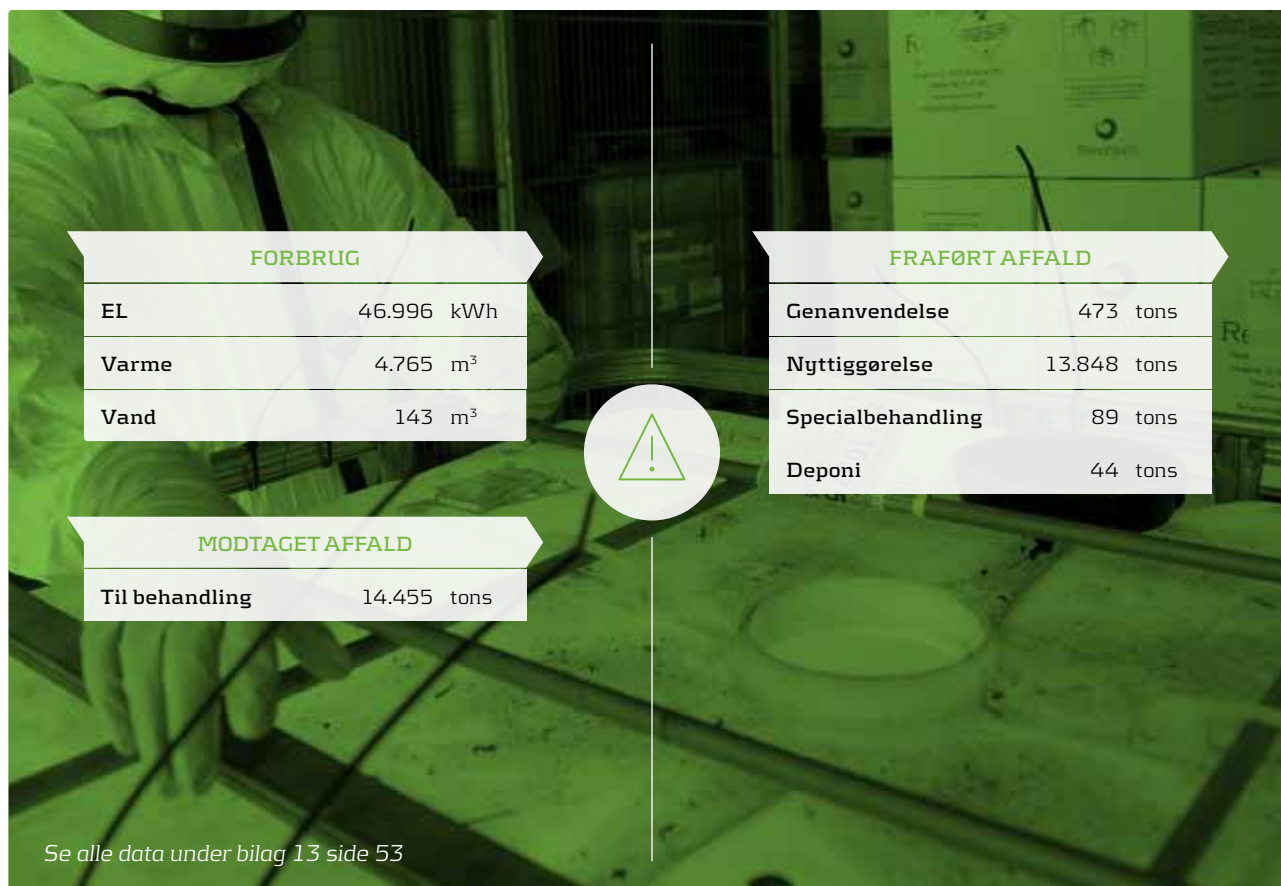 FORBRUG
EL 46.996 kWh
Varme 4.765 m³
Vand 143 m³
MODTAGET AFFALD
Til behandling 14.455 tons
FRAFØRT AFFALD
Genanvendelse 473 tons
Nyttiggørelse 13.848 tons
Specialbehandling 89 tons
Deponi 44 tons
Se alle data under bilag 13 side 53